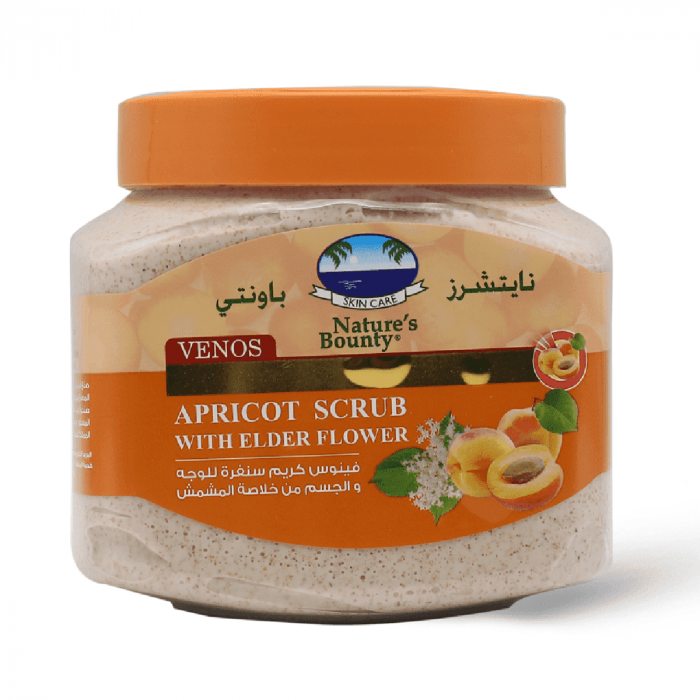 نايتشرز باونتي
SKIN CARE
Nature's
Bounty©
VENOS
APRICOT SCRUB
WITH ELDER FLOWER
فينوس كريم سنفرة للوجه
و الجسم من خلاصة المشمش